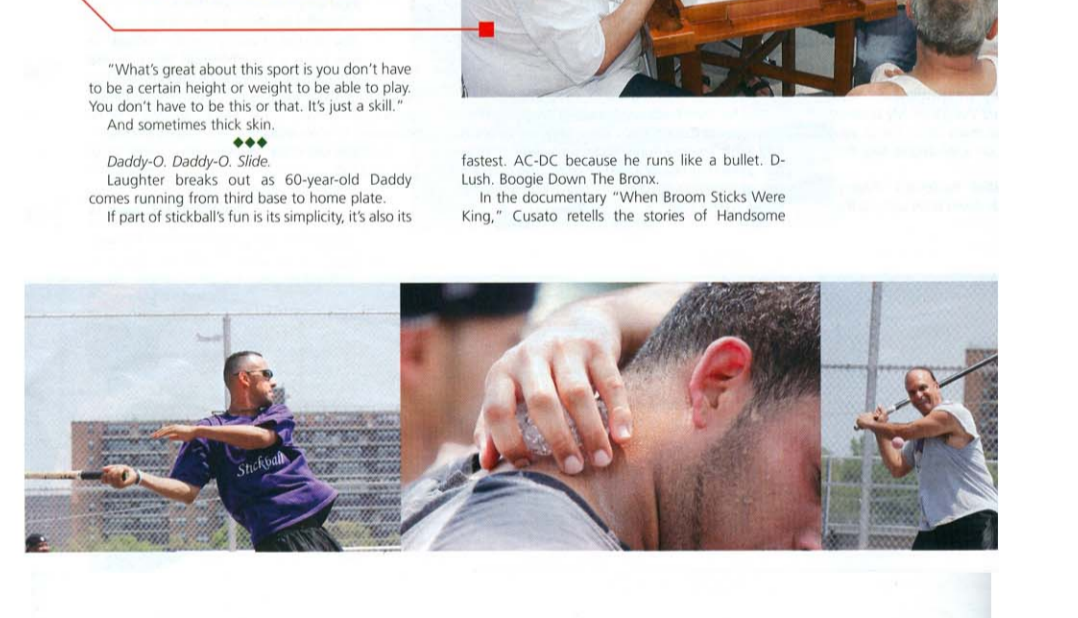 "What's great about this sport is you don't have
to be a certain height or weight to be able to play.
You don't have to be this or that. It's just a skill."
And sometimes thick skin.
Daddy-O. Daddy-O. Slide.
Laughter breaks out as 60-year-old Daddy
comes running from third base to home plate.
If part of stickball's fun is its simplicity, it's also its
fastest. AC-DC because he runs like a bullet. D-
Lush. Boogie Down The Bronx.
In the documentary "When Broom Sticks Were
King," Cusato retells the stories of Handsome
Stickball